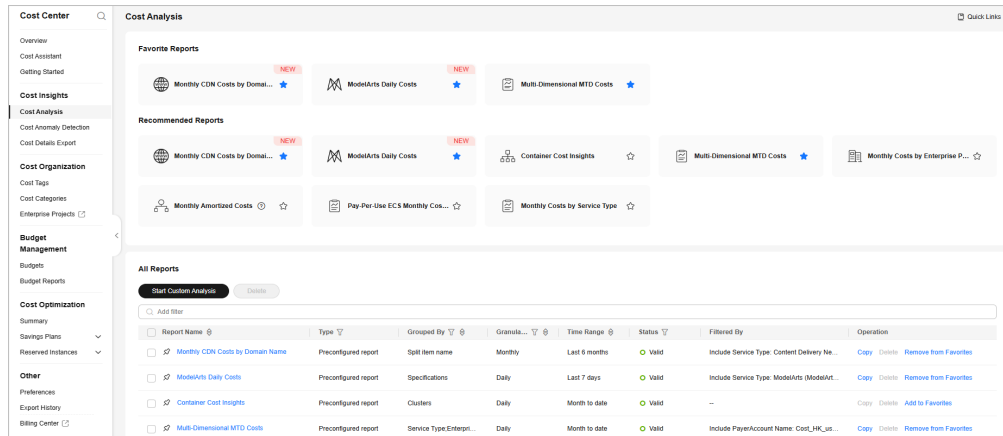 Cost Center
Cost Analysis
Quick Links
Overview
Cost Assistant
Getting Started
Cost Insights
Cost Analysis
Cost Anomaly Detection
Cost Details Export
Cost Organization
Cost Tags
Cost Categories
Enterprise Projects
Budget
Management
Budgets
Budget Reports
Cost Optimization
Summary
Savings Plans
Reserved Instances
Other
Preferences
Export History
Billing Center
Favorite Reports
NEW
Monthly CDN Costs by Domai...
NEW
ModelArts Daily Costs
Multi-Dimensional MTD Costs
Recommended Reports
NEW
Monthly CDN Costs by Domai...
NEW
ModelArts Daily Costs
Container Cost Insights
Multi-Dimensional MTD Costs
Monthly Costs by Enterprise P...
Monthly Amortized Costs
Pay-Per-Use ECS Monthly Cos...
Monthly Costs by Service Type
All Reports
Start Custom Analysis Delete
Add filter
Report Name Type Grouped By Granula... Time Range Status Filtered By Operation
Monthly CDN Costs by Domain Name Preconfigured report Split item name Monthly Last 6 months Valid Include Service Type: Content Delivery Ne... Copy Delete Remove from Favorites
ModelArts Daily Costs Preconfigured report Specifications Daily Last 7 days Valid Include Service Type: ModelArts (ModelArt... Copy Delete Remove from Favorites
Container Cost Insights Preconfigured report Clusters Daily Month to date Valid -- Copy Delete Add to Favorites
Multi-Dimensional MTD Costs Preconfigured report Service Type;Enterpri... Daily Month to date Valid Include PayerAccount Name: Cost_HK_us... Copy Delete Remove from Favorites